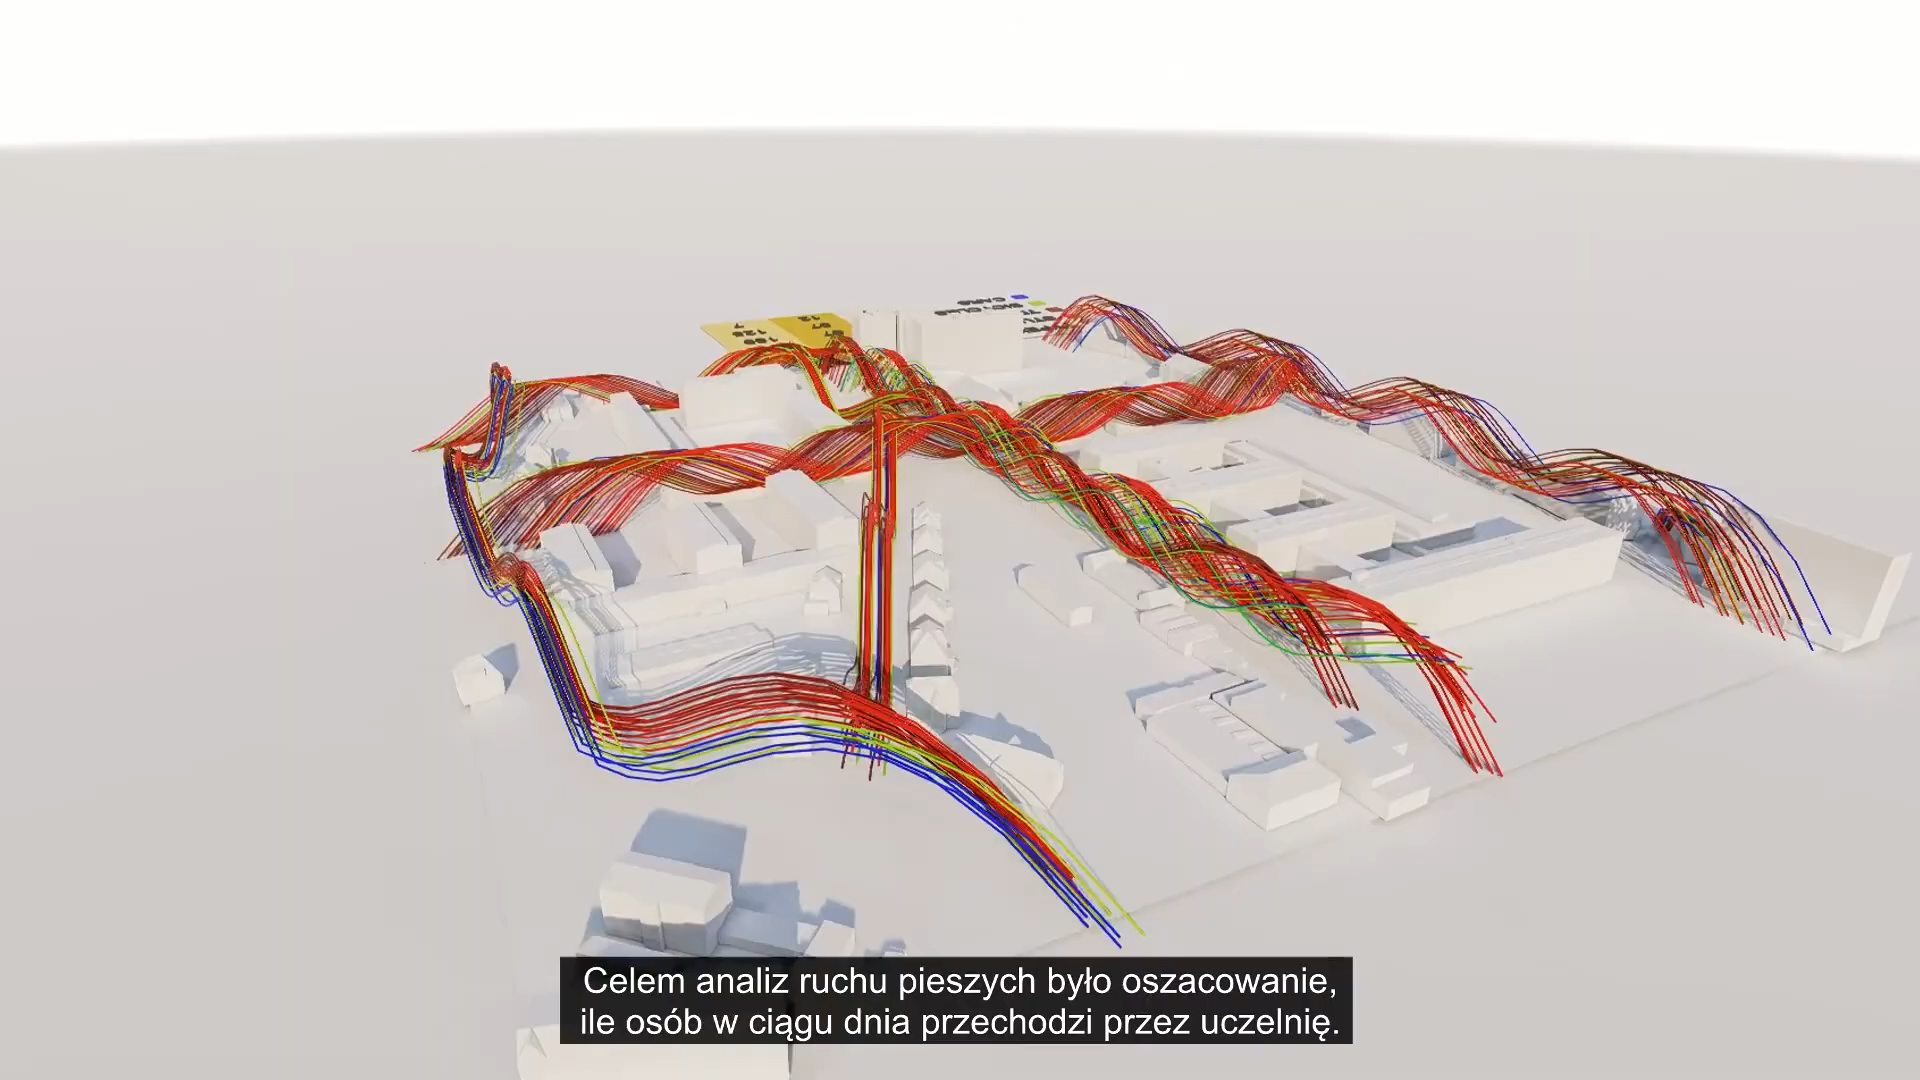 Celem analiz ruchu pieszych było oszacowanie,
ile osób w ciągu dnia przechodzi przez uczelnię.